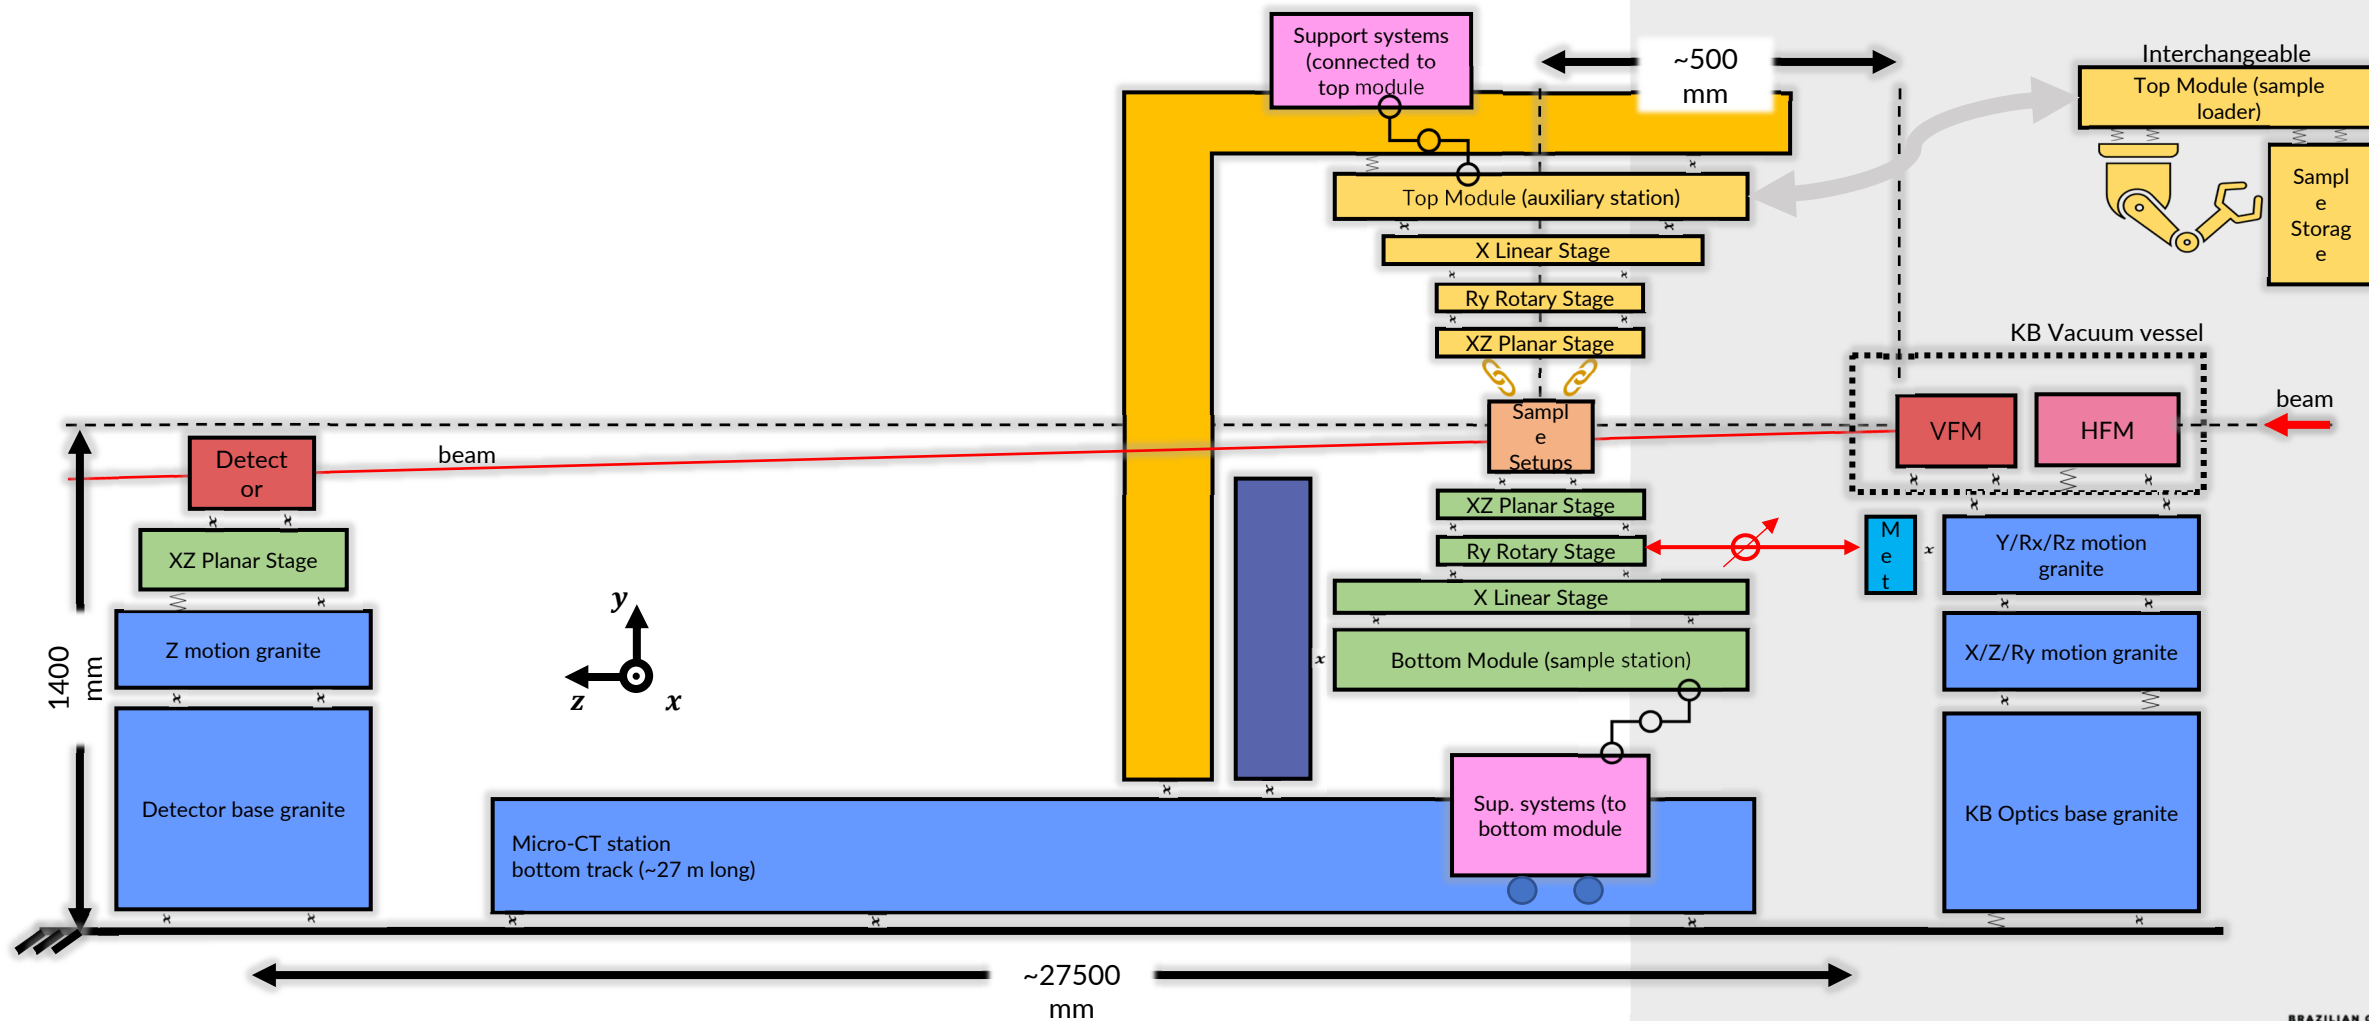 Support systems
(connected to
top module
~500
mm
Interchangeable
Top Module (sample
loader)
Sampl
e
Storag
e
Top Module (auxiliary station)
X Linear Stage
Ry Rotary Stage
XZ Planar Stage
KB Vacuum vessel
beam
Sampl
e
Setups
VFM
HFM
Detect
or
beam
XZ Planar Stage
Ry Rotary Stage
X Linear Stage
Bottom Module (sample station)
M
e
t
Y/Rx/Rz motion
granite
X/Z/Ry motion granite
KB Optics base granite
XZ Planar Stage
Z motion granite
Detector base granite
1400
mm
y
z
x
Micro-CT station
bottom track (~27 m long)
Sup. systems (to
bottom module
~27500
mm
BRAZILIAN